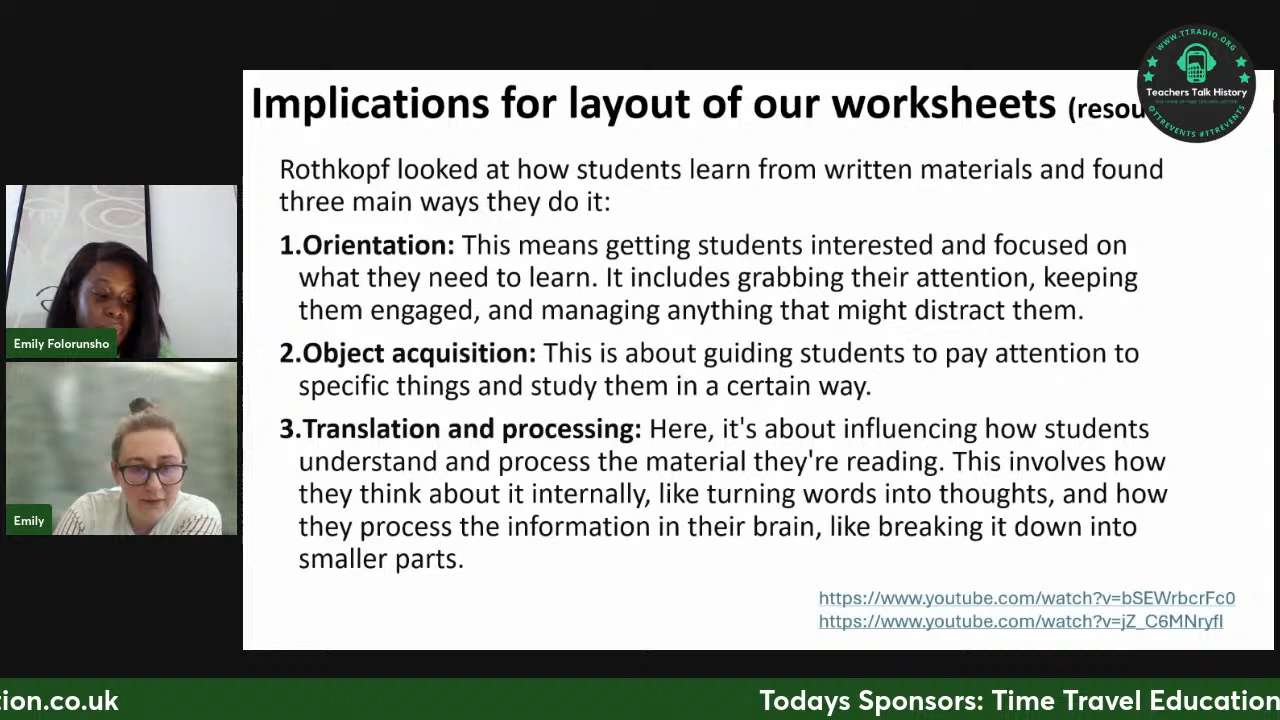 Implications for layout of our worksheets (resou
WWW.TTRADIO.ORG
Teachers Talk History
@TTREVENTS #TTREVENTS
Rothkopf looked at how students learn from written materials and found
three main ways they do it:
1.Orientation: This means getting students interested and focused on
what they need to learn. It includes grabbing their attention, keeping
them engaged, and managing anything that might distract them.
2.Object acquisition: This is about guiding students to pay attention to
specific things and study them in a certain way.
3.Translation and processing: Here, it's about influencing how students
understand and process the material they're reading. This involves how
they think about it internally, like turning words into thoughts, and how
they process the information in their brain, like breaking it down into
smaller parts.
https://www.youtube.com/watch?v=bSEWrbcrFc0
https://www.youtube.com/watch?v=jZ_C6MNryfI
Emily Folorunsho
Emily
tion.co.uk
Todays Sponsors: Time Travel Education